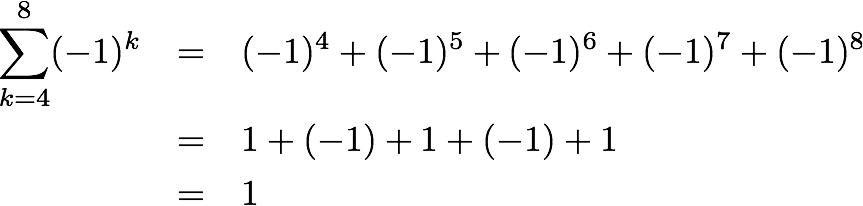 $$\sum_{k=4}^{8} (-1)^k = (-1)^4 + (-1)^5 + (-1)^6 + (-1)^7 + (-1)^8$$
$$= 1 + (-1) + 1 + (-1) + 1$$
$$= 1$$